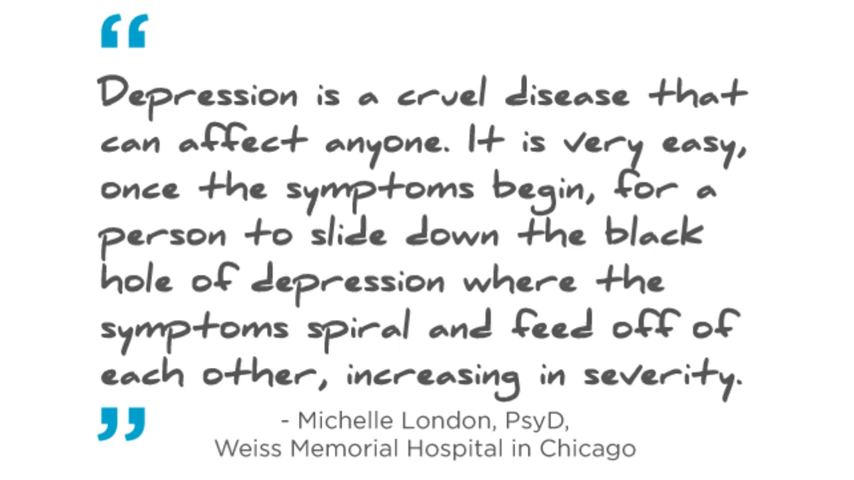 “
Depression is a cruel disease that
can affect anyone. It is very easy,
once the symptoms begin, for a
person to slide down the black
hole of depression where the
symptoms spiral and feed off of
each other, increasing in severity.
”
- Michelle London, PsyD,
Weiss Memorial Hospital in Chicago